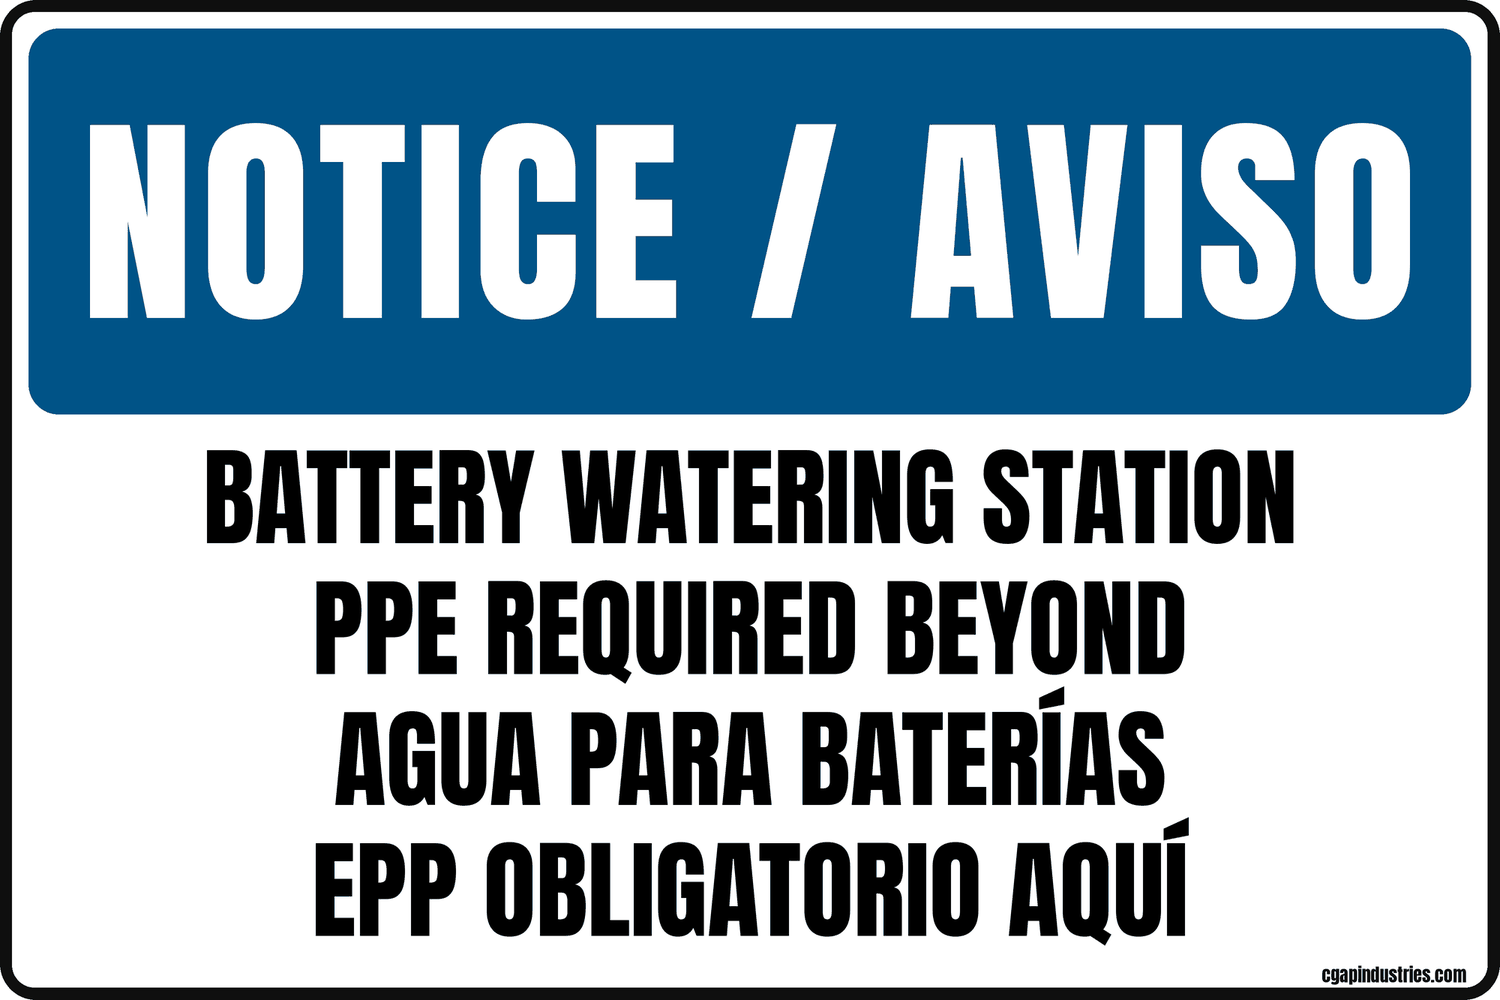 NOTICE / AVISO
BATTERY WATERING STATION
PPE REQUIRED BEYOND
AGUA PARA BATERÍAS
EPP OBLIGATORIO AQUÍ
cgapindustries.com